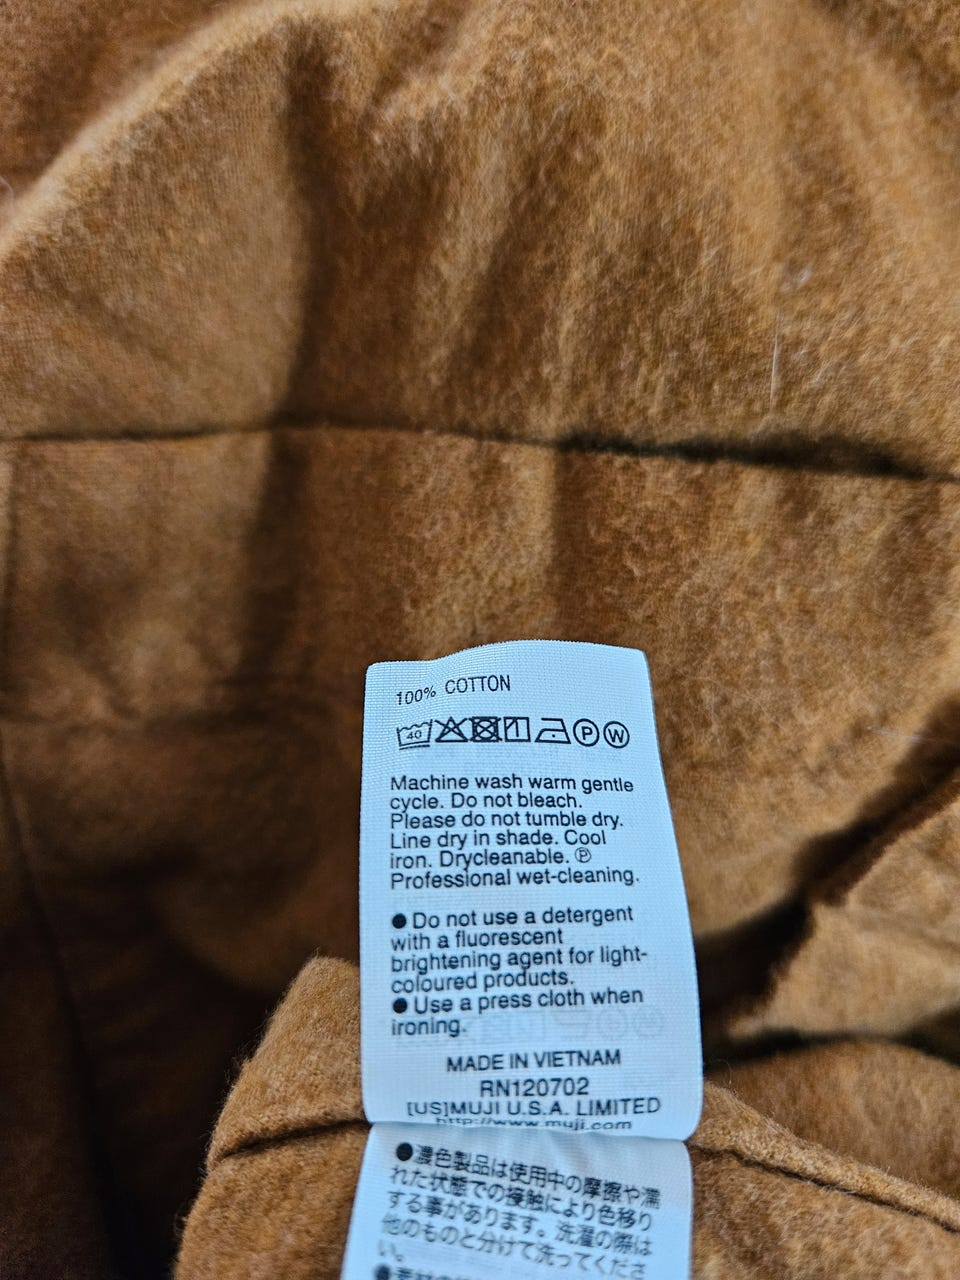 100% COTTON
40 P W
Machine wash warm gentle
cycle. Do not bleach.
Please do not tumble dry.
Line dry in shade. Cool
iron. Drycleanable. Ⓟ
Professional wet-cleaning.
●Do not use a detergent
with a fluorescent
brightening agent for light-
coloured products.
●Use a press cloth when
ironing.
MADE IN VIETNAM
RN120702
[US]MUJI U.S.A. LIMITED
http://www.muji.com
●濃色製品は使用中の摩擦や濡
れた状態での接触により色移り
する事があります。洗濯の際は
他のものと分けて洗ってくださ
い。